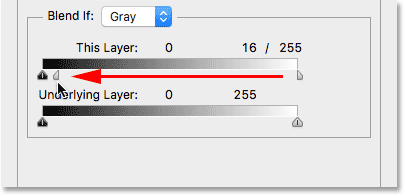 Blend If: Gray
This Layer: 0 16 / 255
Underlying Layer: 0 255